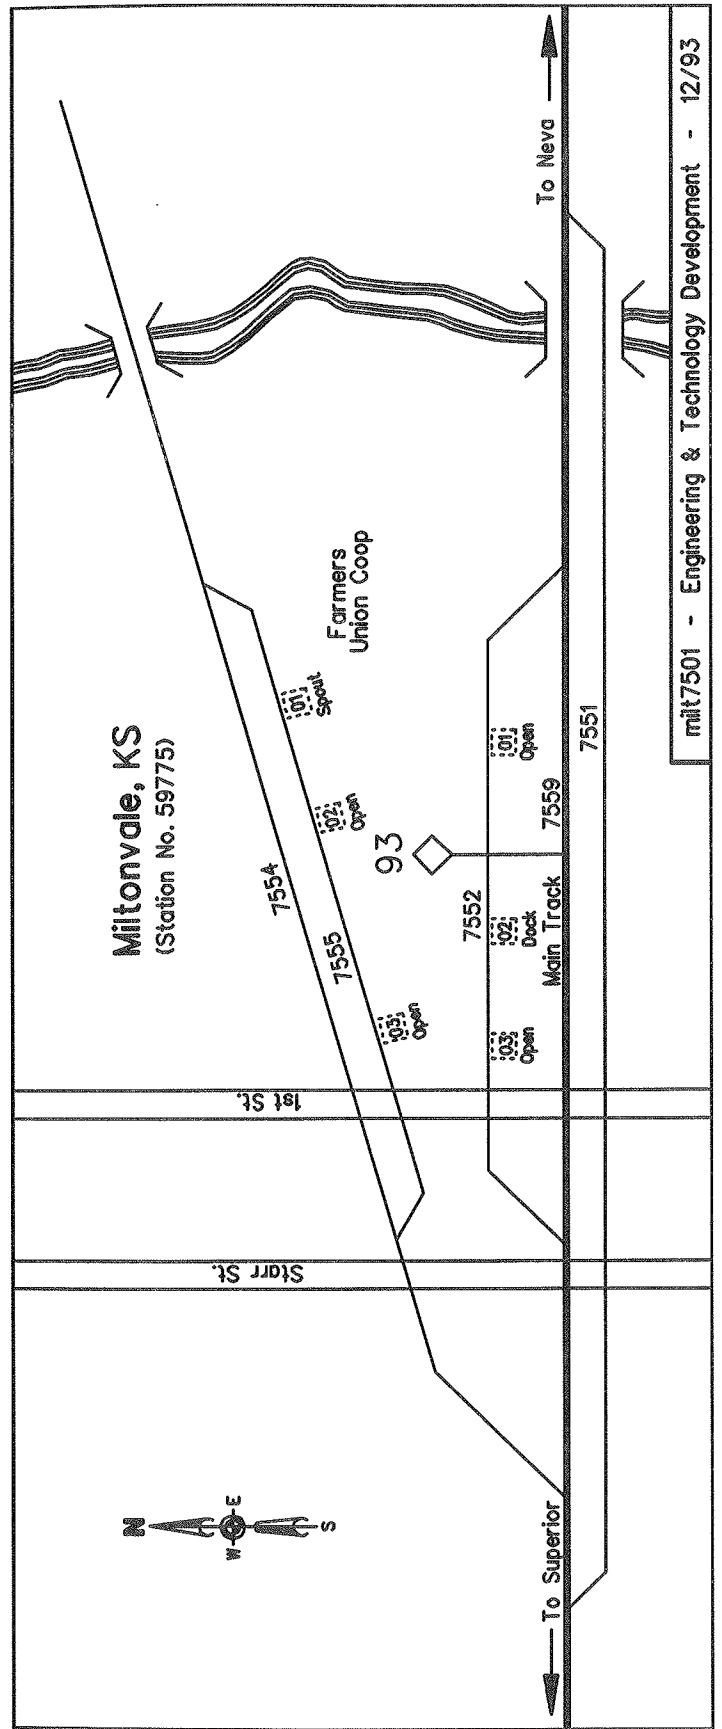 Miltonvale, KS
(Station No. 59775)
N
W
E
S
Starr St.
1st St.
7554
7555
01
Spout
02
Open
03
Open
Farmers
Union Coop
93
7552
03
Open
02
Dock
01
Open
Main Track
7559
7551
To Superior
To Neva
milt7501 - Engineering & Technology Development - 12/93